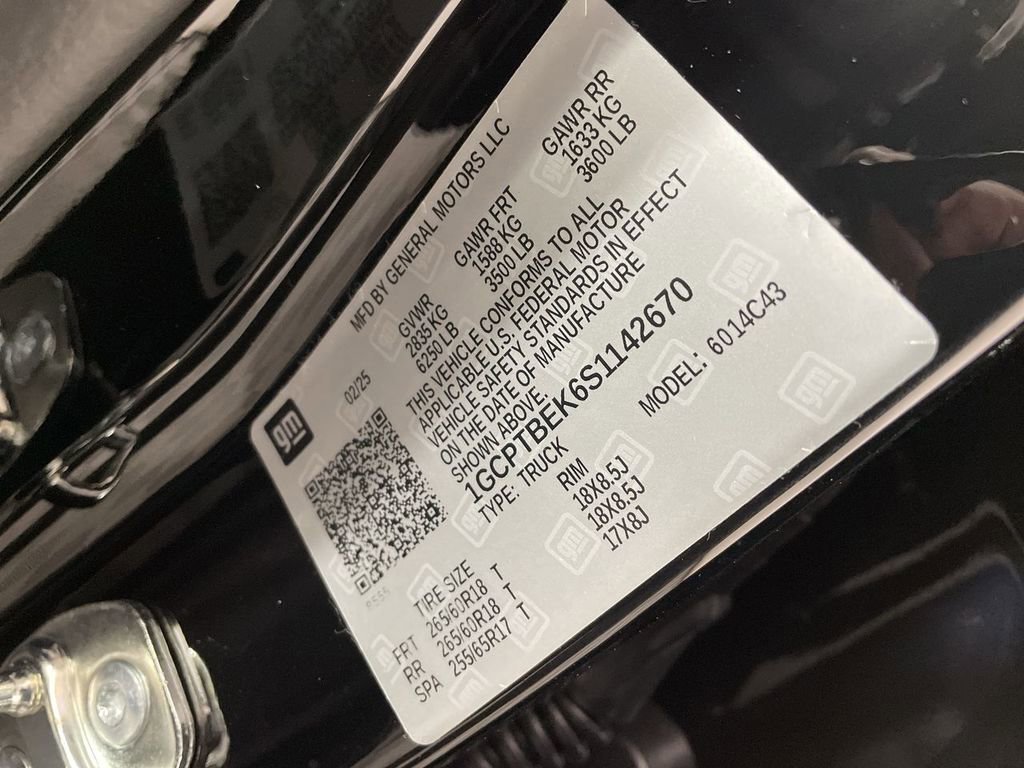 gm
02/25
MFD BY GENERAL MOTORS LLC
GVWR GAWR FRT GAWR RR
2835 KG 1588 KG 1633 KG
6250 LB 3500 LB 3600 LB
THIS VEHICLE CONFORMS TO ALL
APPLICABLE U.S. FEDERAL MOTOR
VEHICLE SAFETY STANDARDS IN EFFECT
ON THE DATE OF MANUFACTURE
SHOWN ABOVE.
1GCPTBEK6S1142670
TYPE: TRUCK MODEL: 6014C43
TIRE SIZE RIM
FRT 265/60R18 T 18X8.5J
RR 265/60R18 T 18X8.5J
SPA 255/65R17 T 17X8J